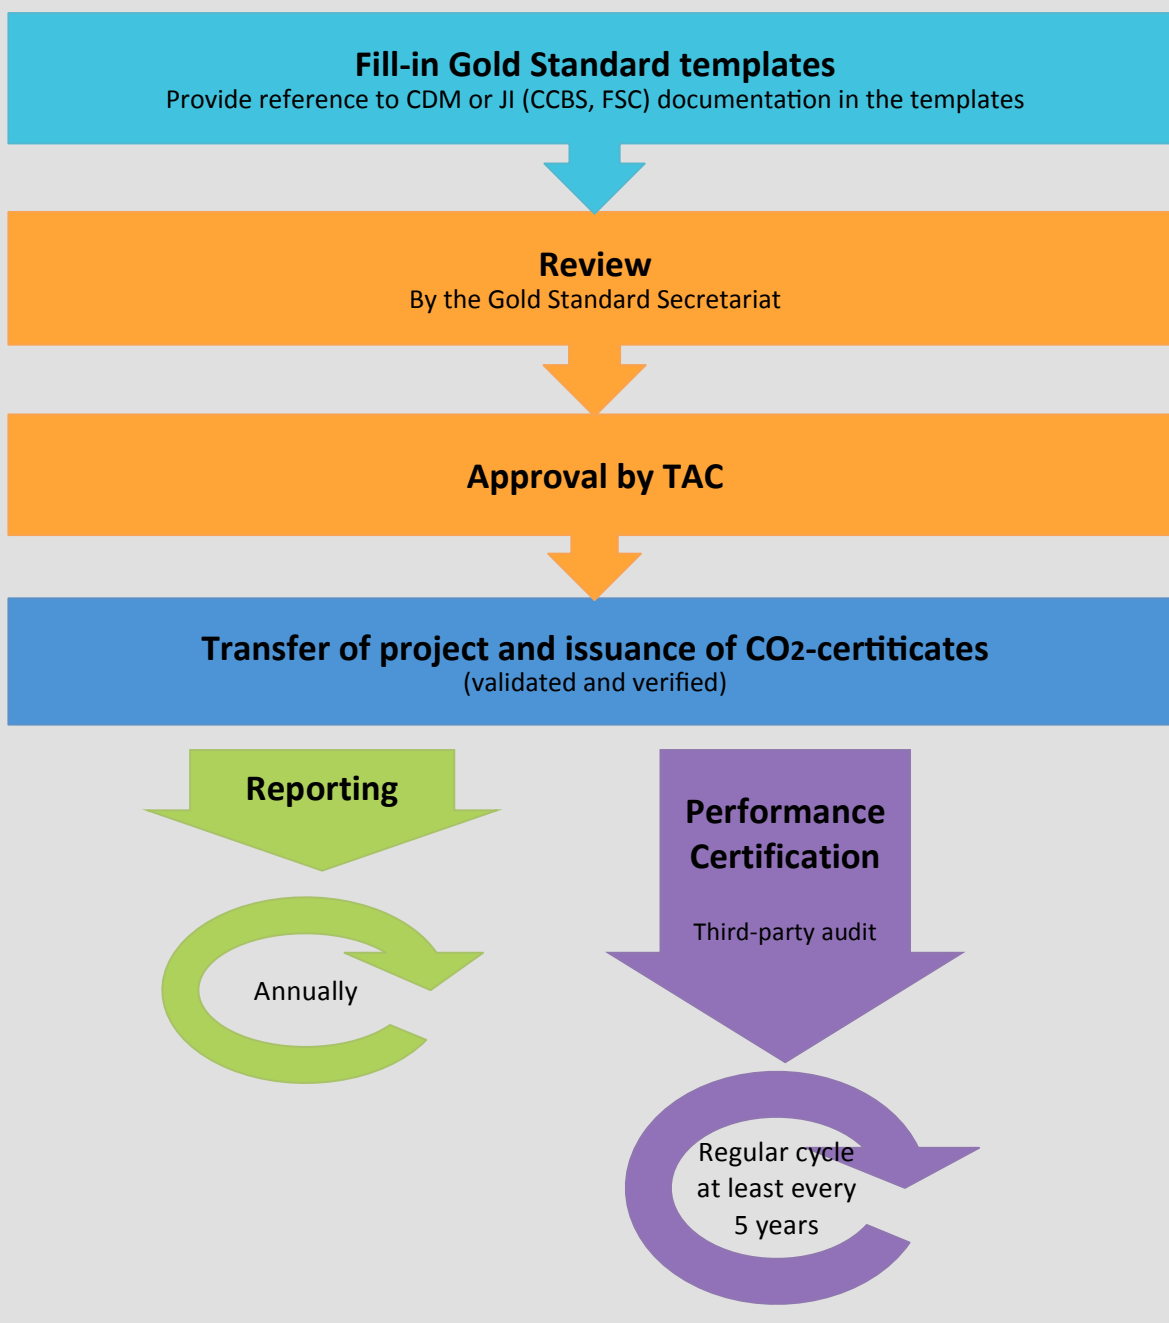 Fill-in Gold Standard templates
Provide reference to CDM or JI (CCBS, FSC) documentation in the templates
Review
By the Gold Standard Secretariat
Approval by TAC
Transfer of project and issuance of CO2-certificates
(validated and verified)
Reporting
Annually
Performance
Certification
Third-party audit
Regular cycle
at least every
5 years